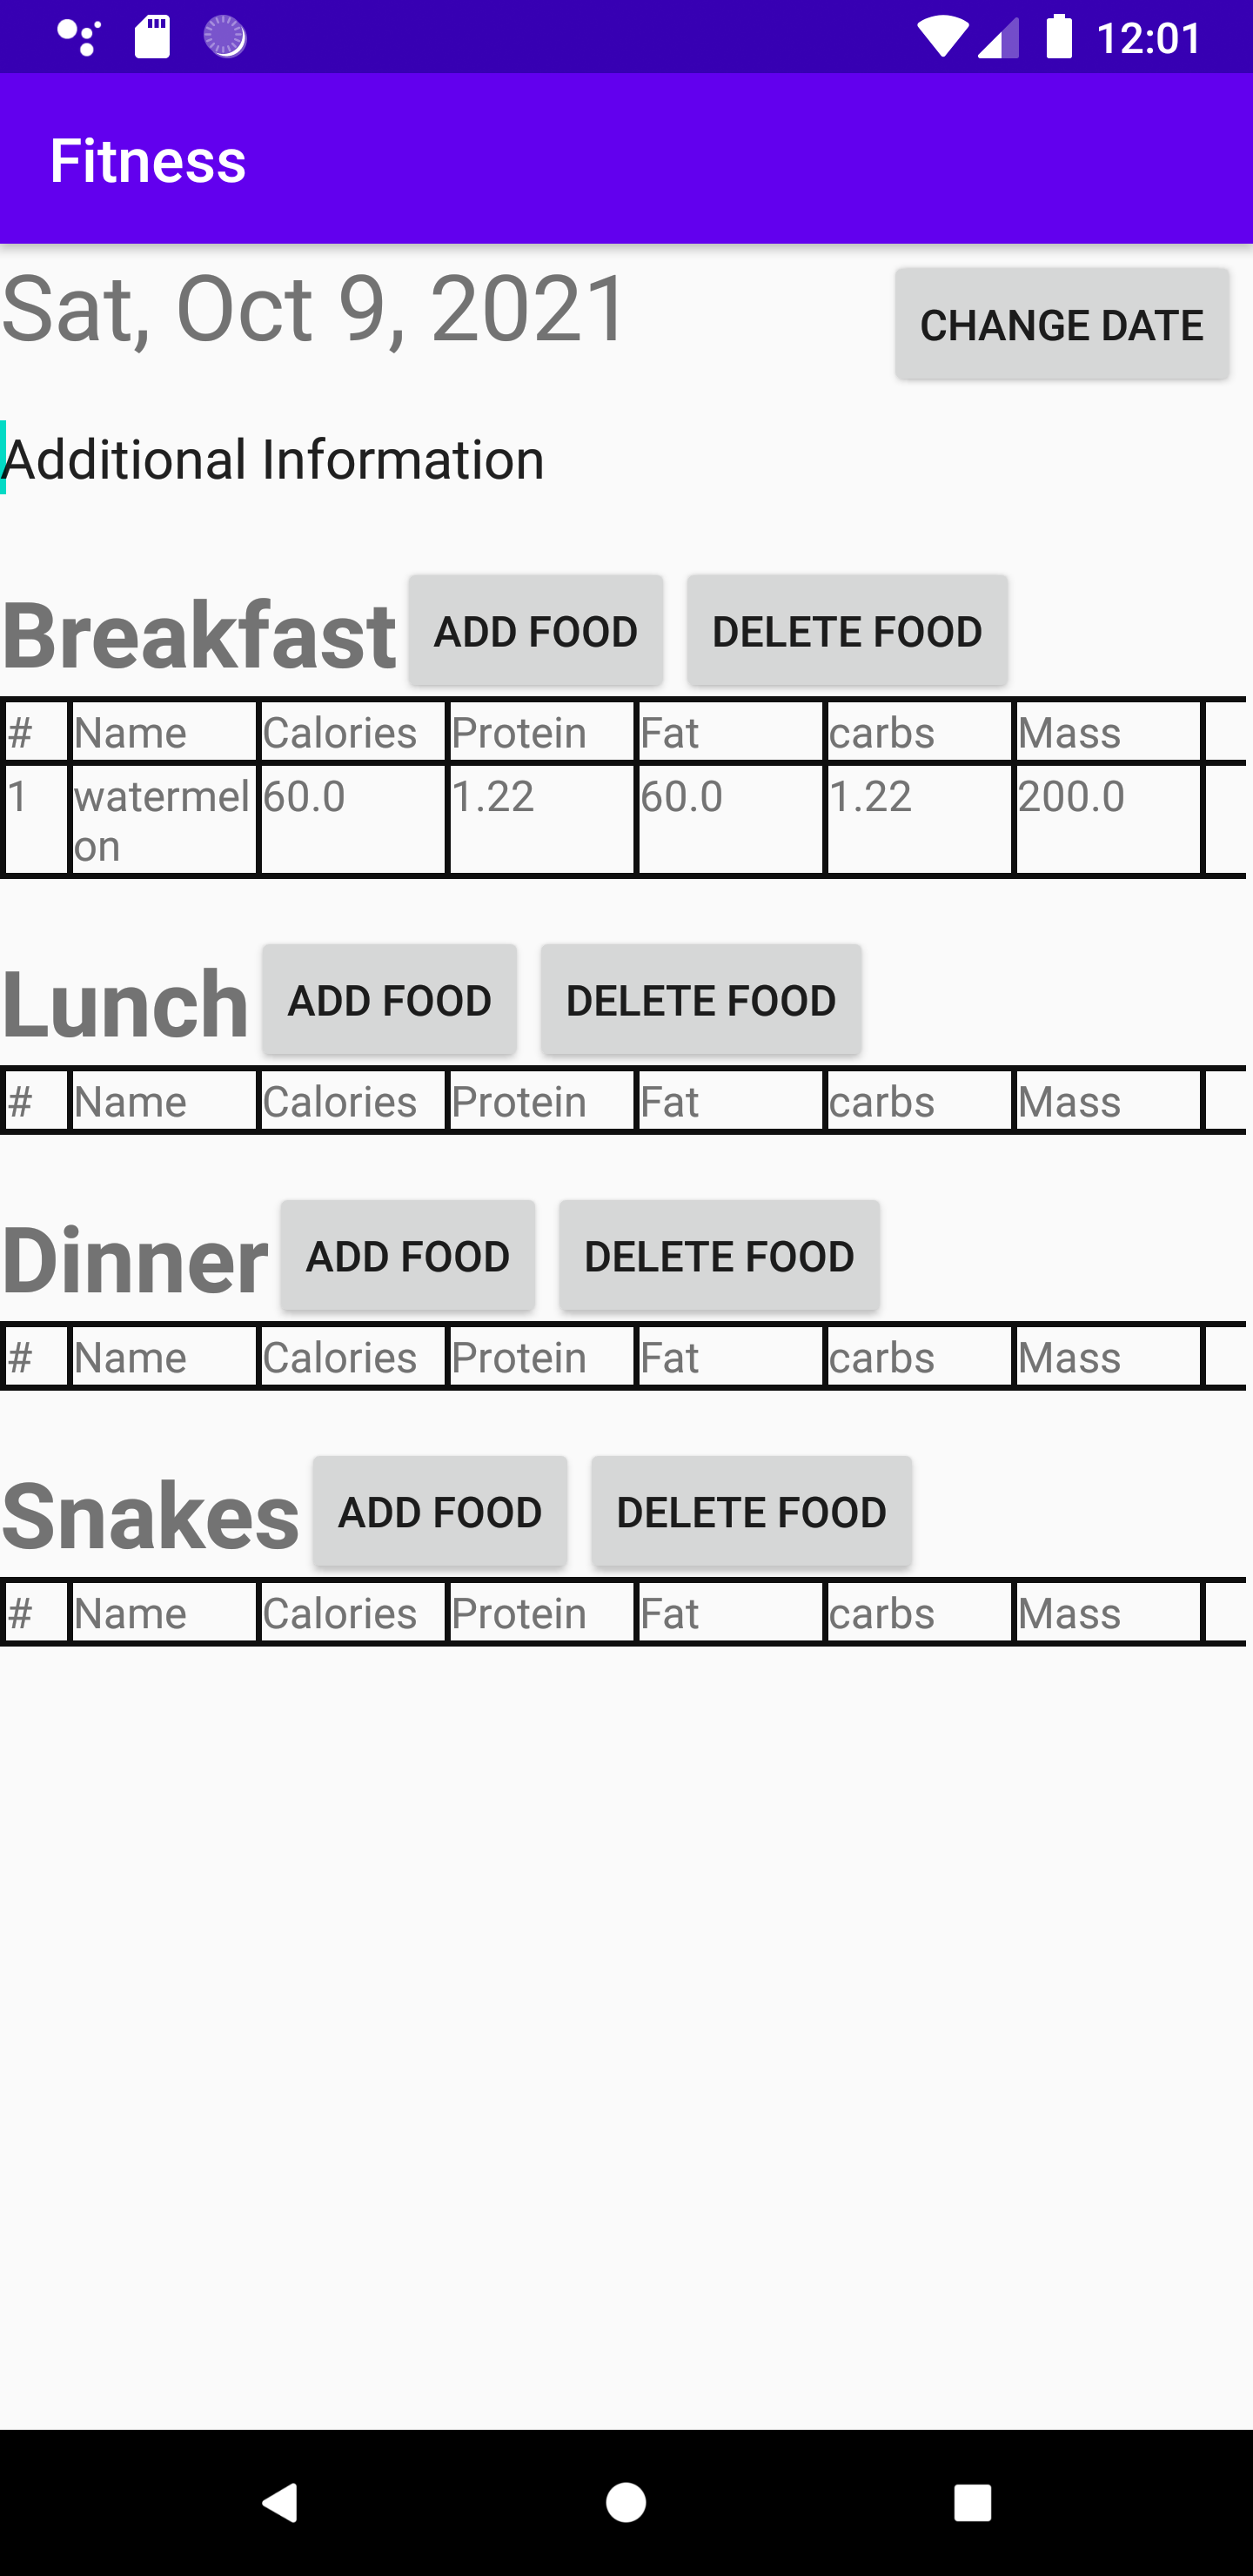 12:01
Fitness
Sat, Oct 9, 2021
CHANGE DATE
Additional Information
Breakfast ADD FOOD DELETE FOOD
# Name Calories Protein Fat carbs Mass
1 watermel 60.0 1.22 60.0 1.22 200.0
on
Lunch ADD FOOD DELETE FOOD
# Name Calories Protein Fat carbs Mass
Dinner ADD FOOD DELETE FOOD
# Name Calories Protein Fat carbs Mass
Snakes ADD FOOD DELETE FOOD
# Name Calories Protein Fat carbs Mass